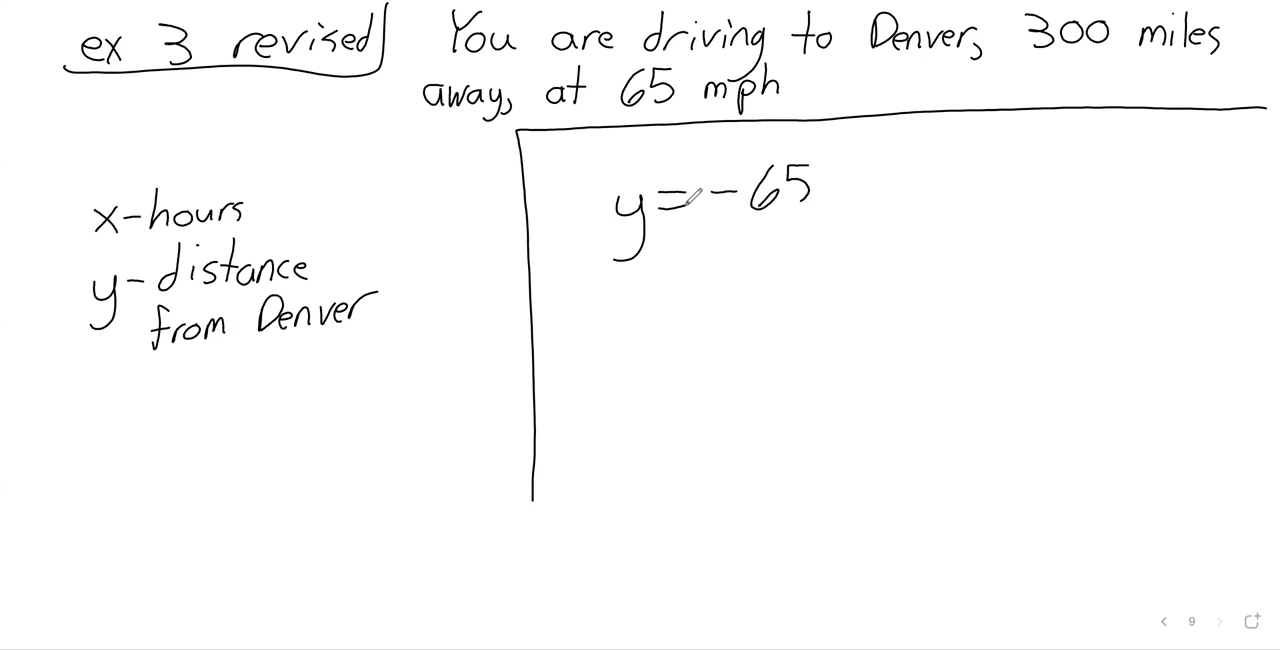 ex 3 revised
You are driving to Denver, 300 miles
away, at 65 mph
x-hours
y-distance
from Denver
y=-65
9